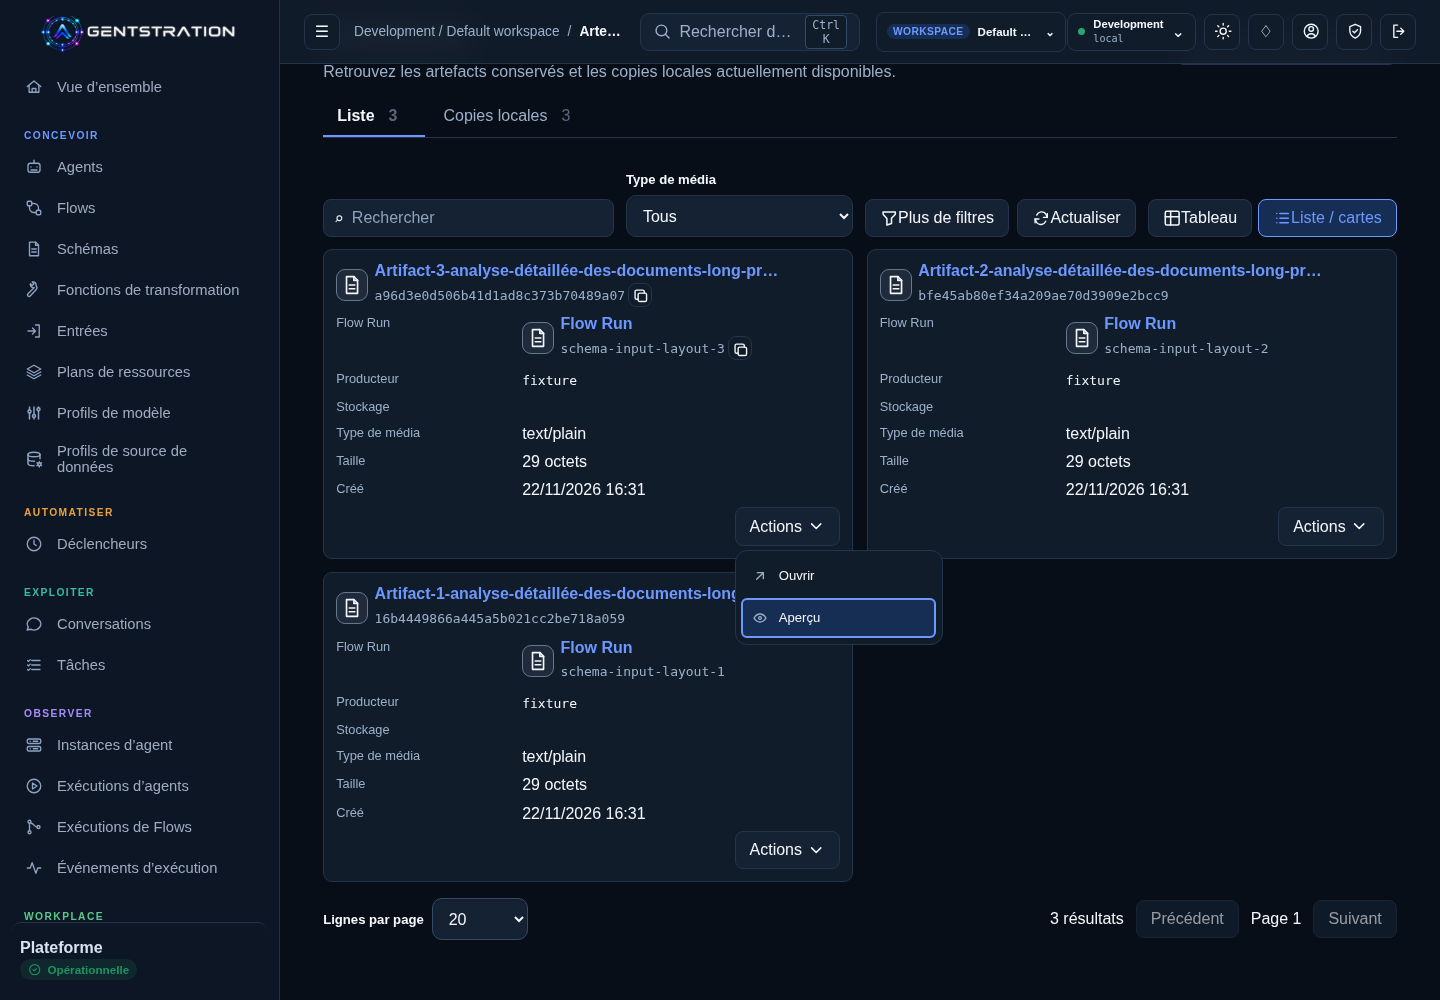 GENTSTRATION
Vue d'ensemble
CONCEVOIR
Agents
Flows
Schémas
Fonctions de transformation
Entrées
Plans de ressources
Profils de modèle
Profils de source de
données
AUTOMATISER
Déclencheurs
EXPLOITER
Conversations
Tâches
OBSERVER
Instances d'agent
Exécutions d'agents
Exécutions de Flows
Événements d'exécution
WORKPLACE
Plateforme
Opérationnelle
Development / Default workspace / Arte…
Rechercher d…
Ctrl
K
WORKSPACE Default …
Development
local
Retrouvez les artefacts conservés et les copies locales actuellement disponibles.
Liste 3
Copies locales 3
Type de média
Rechercher
Tous
Plus de filtres
Actualiser
Tableau
Liste / cartes
Artifact-3-analyse-détaillée-des-documents-long-pr…
a96d3e0d506b41d1ad8c373b70489a07
Flow Run
Flow Run
schema-input-layout-3
Producteur
fixture
Stockage
Type de média
text/plain
Taille
29 octets
Créé
22/11/2026 16:31
Actions
Artifact-2-analyse-détaillée-des-documents-long-pr…
bfe45ab80ef34a209ae70d3909e2bcc9
Flow Run
Flow Run
schema-input-layout-2
Producteur
fixture
Stockage
Type de média
text/plain
Taille
29 octets
Créé
22/11/2026 16:31
Actions
Ouvrir
Aperçu
Artifact-1-analyse-détaillée-des-documents-long
16b4449866a445a5b021cc2be718a059
Flow Run
Flow Run
schema-input-layout-1
Producteur
fixture
Stockage
Type de média
text/plain
Taille
29 octets
Créé
22/11/2026 16:31
Actions
Lignes par page
20
3 résultats
Précédent
Page 1
Suivant